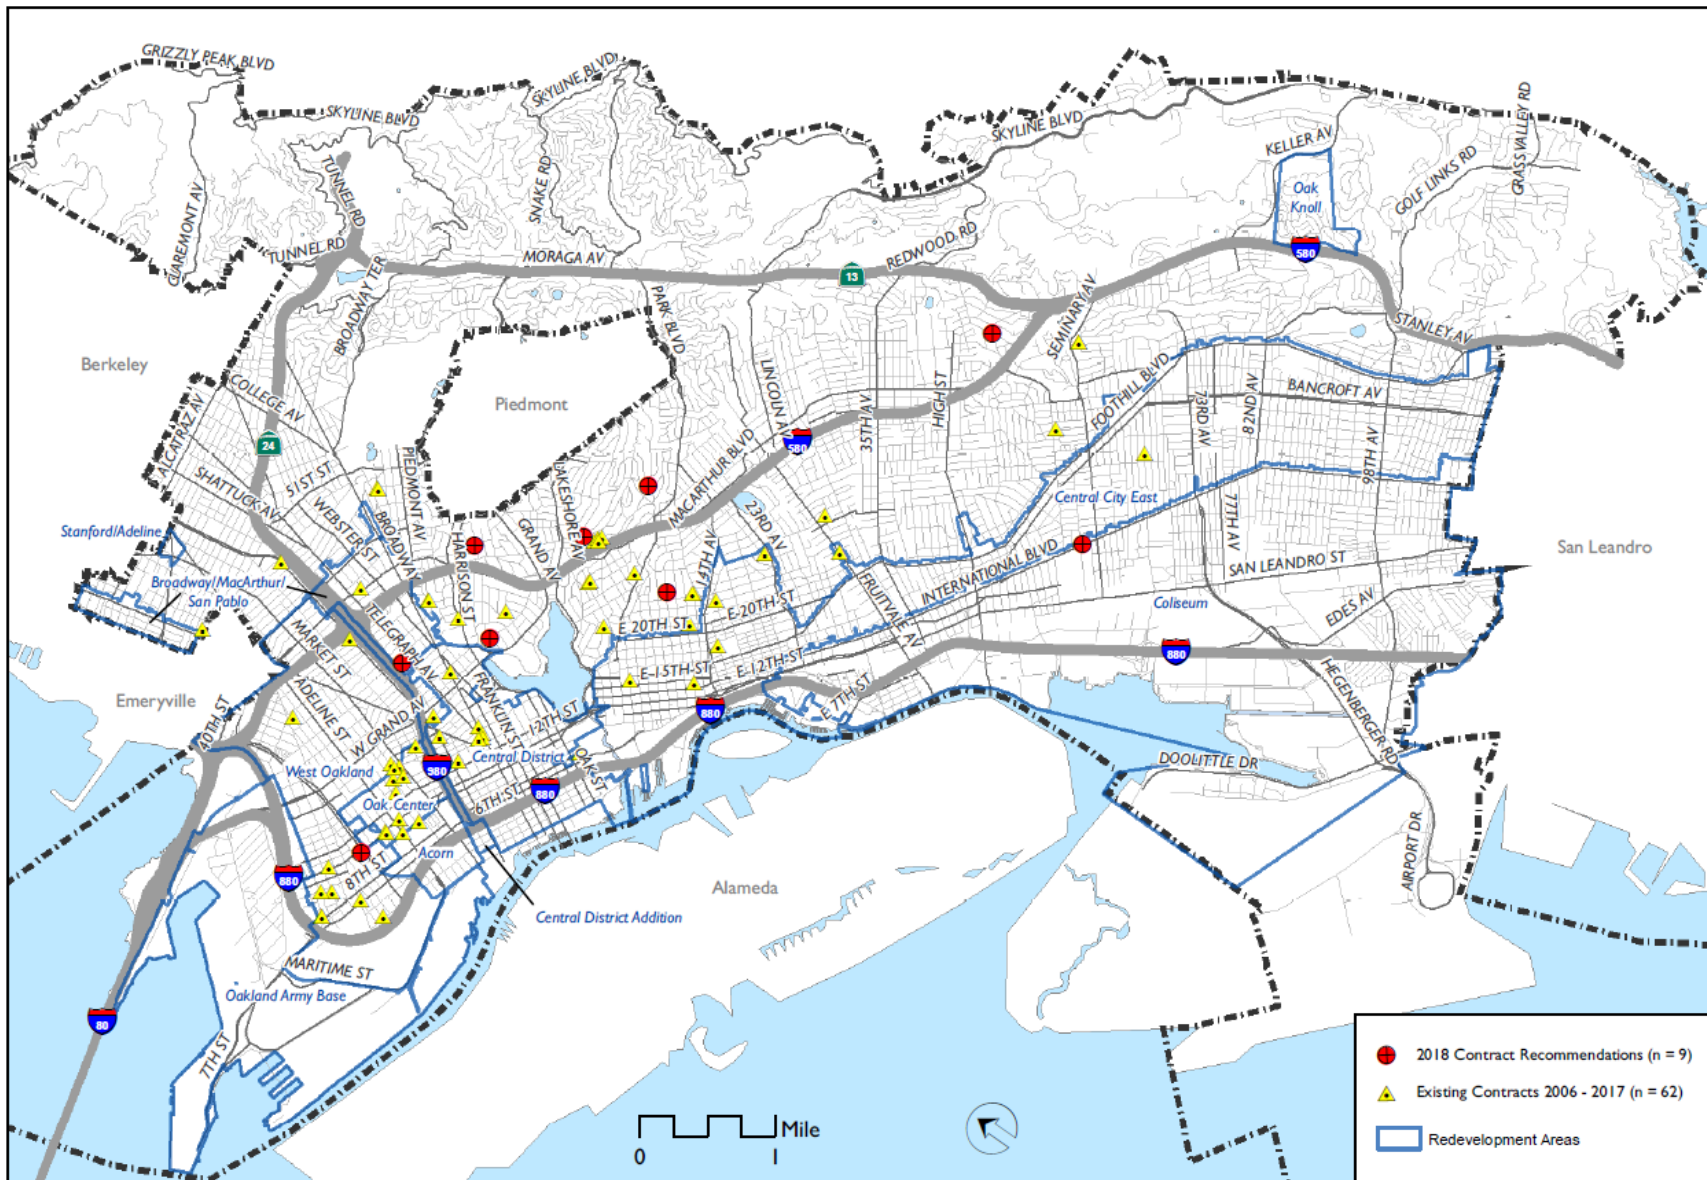 GRIZZLY PEAK BLVD
SKYLINE BLVD
SKYLINE BLVD
SKYLINE BLVD
GRASS VALLEY RD
KELLER AV
GOLF LINKS RD
Oak
Knoll
TUNNEL RD
SNAKE RD
CLAREMONT AV
TUNNEL RD
BROADWAY TER
MORAGA AV
13
REDWOOD RD
580
PARK BLVD
SEMINARY AV
STANLEY AV
Berkeley
COLLEGE AV
ALCATRAZ AV
24
Piedmont
LINCOLN AV
35TH AV
HIGH ST
FOOTHILL BLVD
73RD AV
82ND AV
BANCROFT AV
98TH AV
580
MACARTHUR BLVD
51ST ST
SHATTUCK AV
WEBSTER ST
PIEDMONT AV
BROADWAY
HARRISON ST
GRAND AV
LAKESHORE AV
14TH AV
23RD AV
Central City East
77TH AV
Stanford/Adeline
Broadway/MacArthur/
San Pablo
San Leandro
SAN LEANDRO ST
INTERNATIONAL BLVD
FRUITVALE AV
Coliseum
EDES AV
E 20TH ST
E 20TH ST
TELEGRAPH AV
MARKET ST
E 15TH ST
E 12TH ST
E 7TH ST
880
HEGENBERGER RD
Emeryville
40TH ST
ADELINE ST
W GRAND AV
FRANKLIN ST
12TH ST
880
West Oakland
980
Central District
OAK ST
DOOLITTLE DR
Oak Center
6TH ST
880
AIRPORT DR
Acorn
8TH ST
880
Alameda
Central District Addition
MARITIME ST
Oakland Army Base
80
7TH ST
2018 Contract Recommendations (n = 9)
Existing Contracts 2006 - 2017 (n = 62)
Redevelopment Areas
Mile
0 1